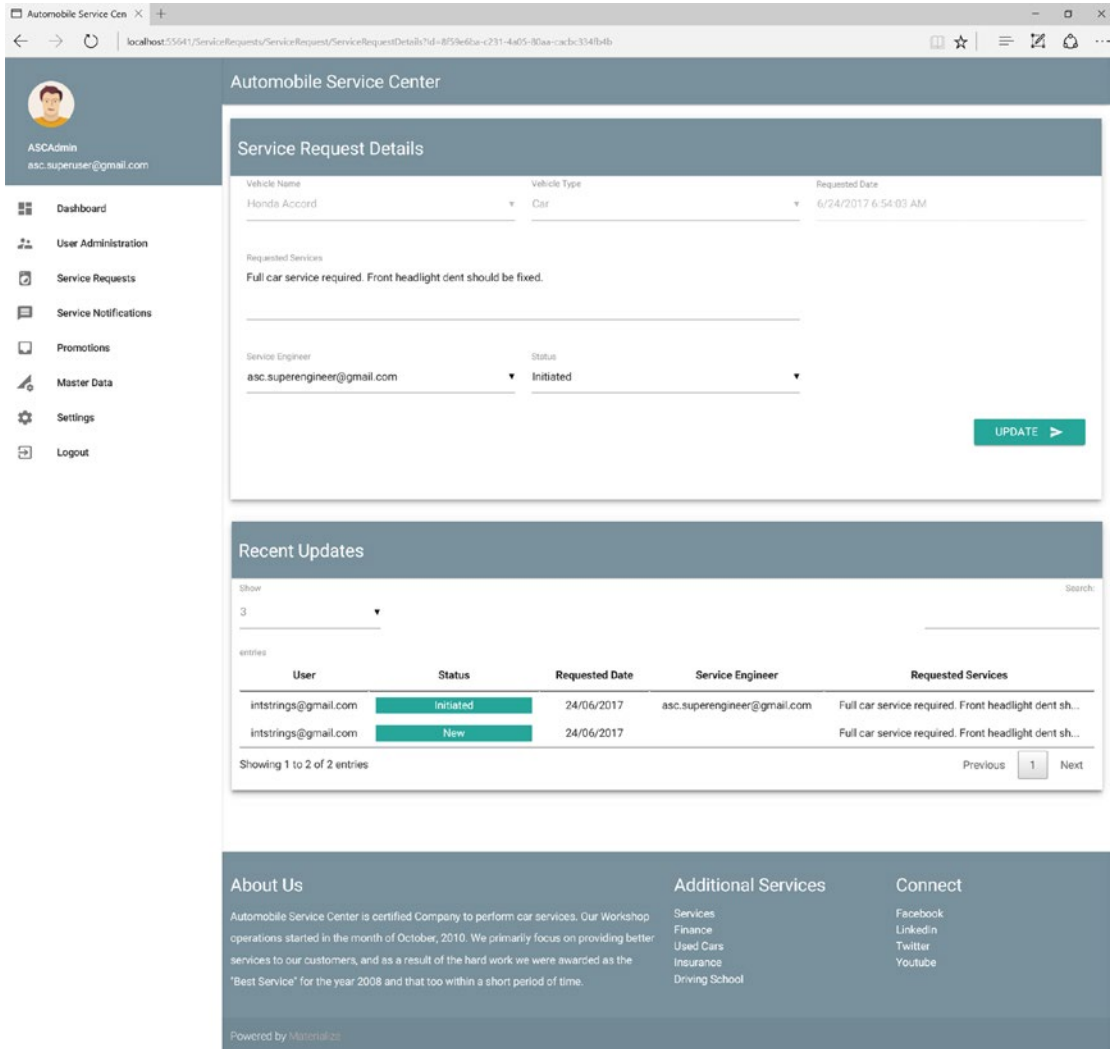 Automobile Service Cen
localhost:55641/ServiceRequests/ServiceRequest/ServiceRequestDetails?id=8f59e6ba-c231-4a05-80aa-cacbc334fb4b
ASCAdmin
asc.superuser@gmail.com
Dashboard
User Administration
Service Requests
Service Notifications
Promotions
Master Data
Settings
Logout
Automobile Service Center
Service Request Details
Vehicle Name Vehicle Type Requested Date
Honda Accord Car 6/24/2017 6:54:03 AM
Requested Services
Full car service required. Front headlight dent should be fixed.
Service Engineer Status
asc.superengineer@gmail.com Initiated
UPDATE
Recent Updates
Show Search:
3
entries
User Status Requested Date Service Engineer Requested Services
intstrings@gmail.com Initiated 24/06/2017 asc.superengineer@gmail.com Full car service required. Front headlight dent sh...
intstrings@gmail.com New 24/06/2017 Full car service required. Front headlight dent sh...
Showing 1 to 2 of 2 entries Previous 1 Next
About Us
Automobile Service Center is certified Company to perform car services. Our Workshop
operations started in the month of October, 2010. We primarily focus on providing better
services to our customers, and as a result of the hard work we were awarded as the
"Best Service" for the year 2008 and that too within a short period of time.
Additional Services
Services
Finance
Used Cars
Insurance
Driving School
Connect
Facebook
LinkedIn
Twitter
Youtube
Powered by Materialize